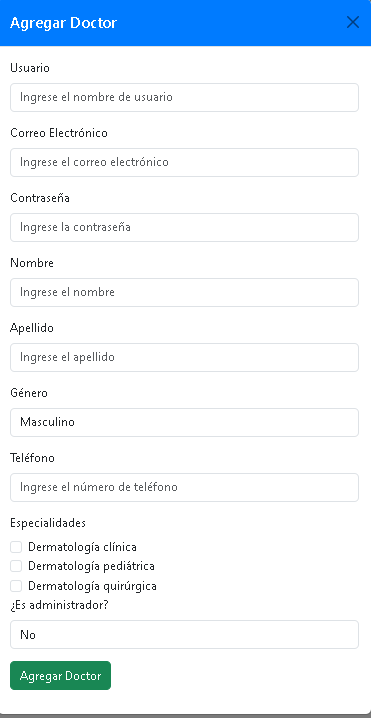 Agregar Doctor
Usuario
Ingrese el nombre de usuario
Correo Electrónico
Ingrese el correo electrónico
Contraseña
Ingrese la contraseña
Nombre
Ingrese el nombre
Apellido
Ingrese el apellido
Género
Masculino
Teléfono
Ingrese el número de teléfono
Especialidades
Dermatología clínica
Dermatología pediátrica
Dermatología quirúrgica
¿Es administrador?
No
Agregar Doctor